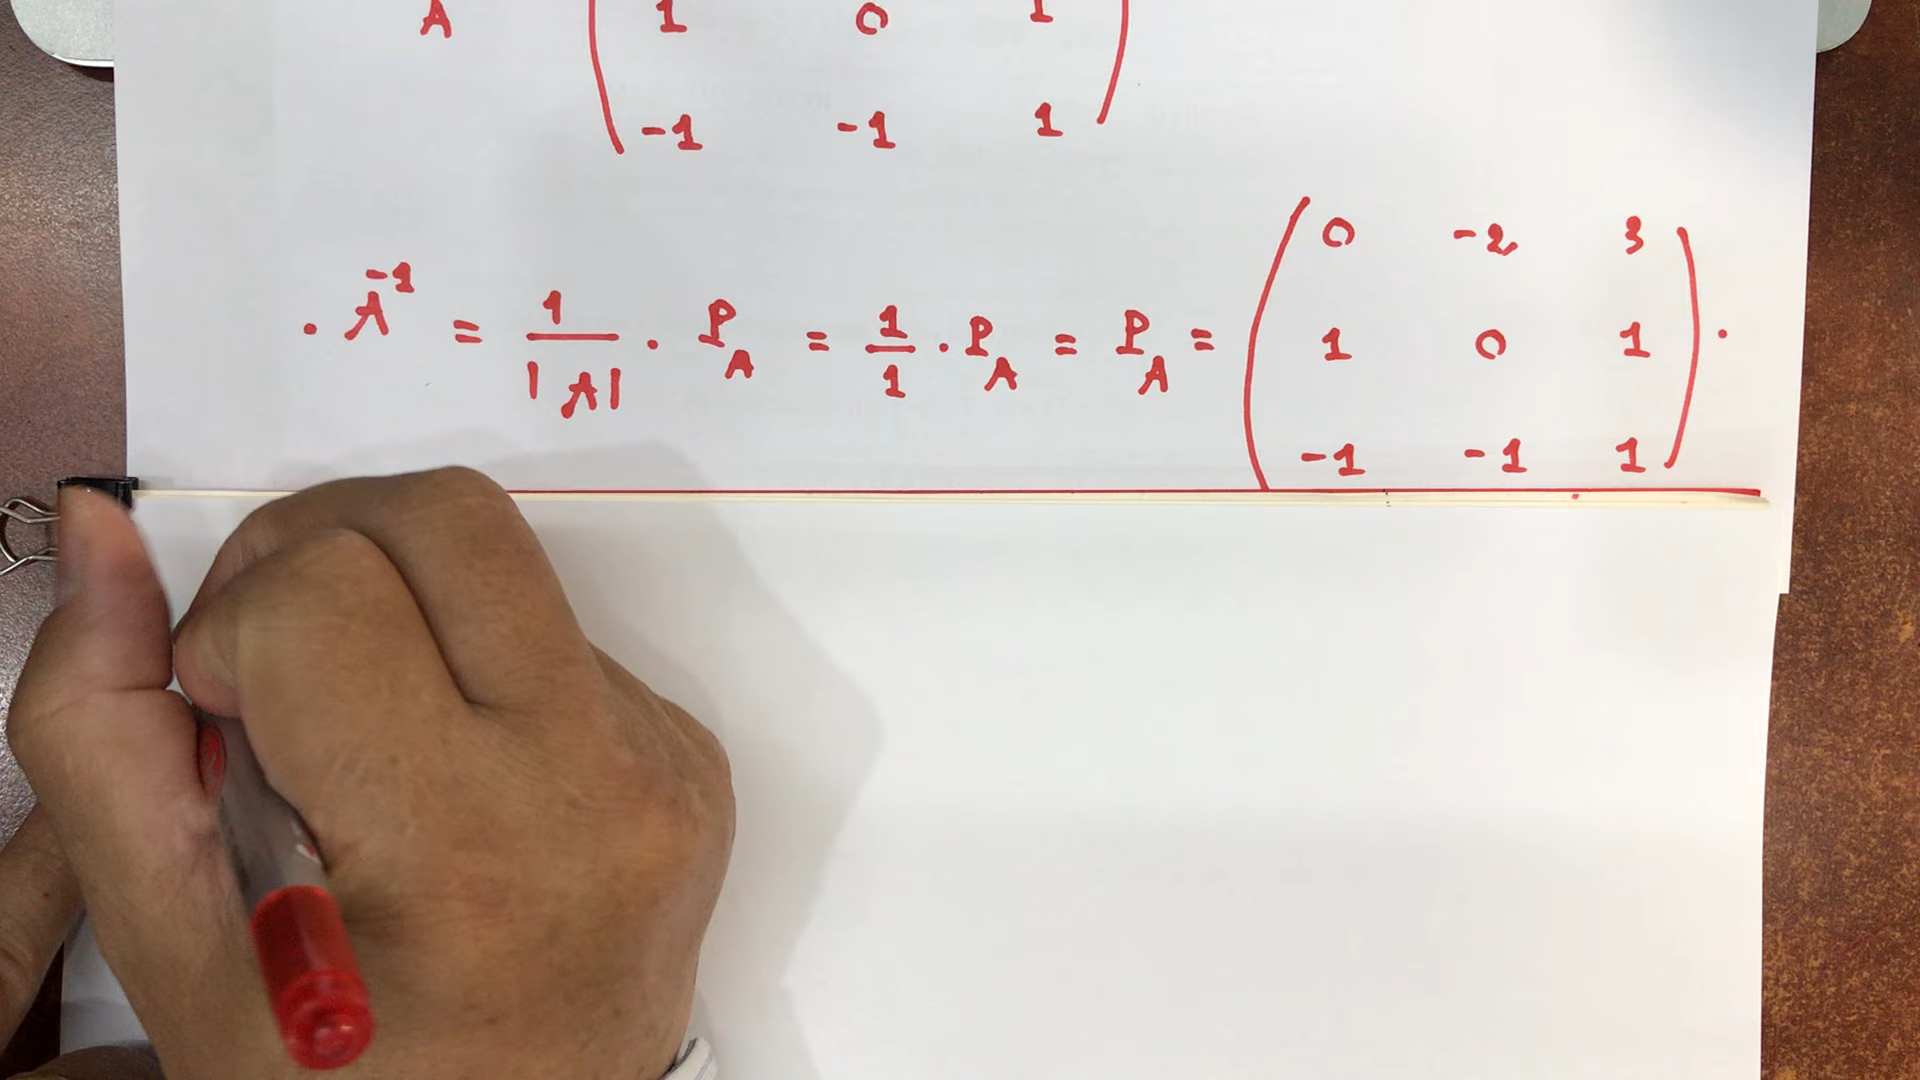 A ( 1 0 1 )
-1 -1 1
. A⁻¹ = 1/|A| . P_A = 1/1 . P_A = P_A = ( 0 -2 3
1 0 1
-1 -1 1 ) .